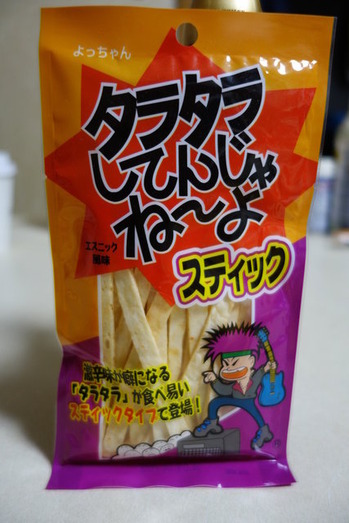 よっちゃん
タラタラ
してんじゃ
ね〜よ
エスニック
風味
スティック
激辛味が癖になる
「タラタラ」が食べ易い
スティックタイプで登場!